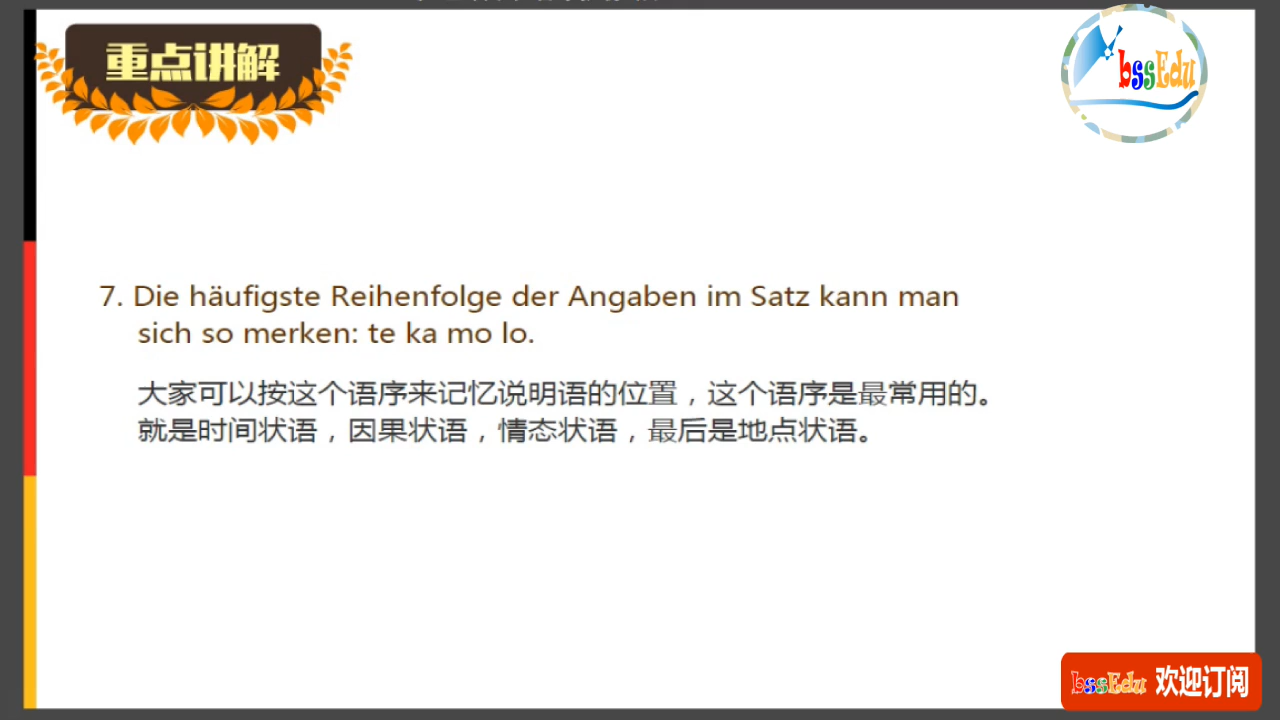 重点讲解
bssEdu
7. Die häufigste Reihenfolge der Angaben im Satz kann man
sich so merken: te ka mo lo.
大家可以按这个语序来记忆说明语的位置，这个语序是最常用的。
就是时间状语，因果状语，情态状语，最后是地点状语。
bssEdu 欢迎订阅